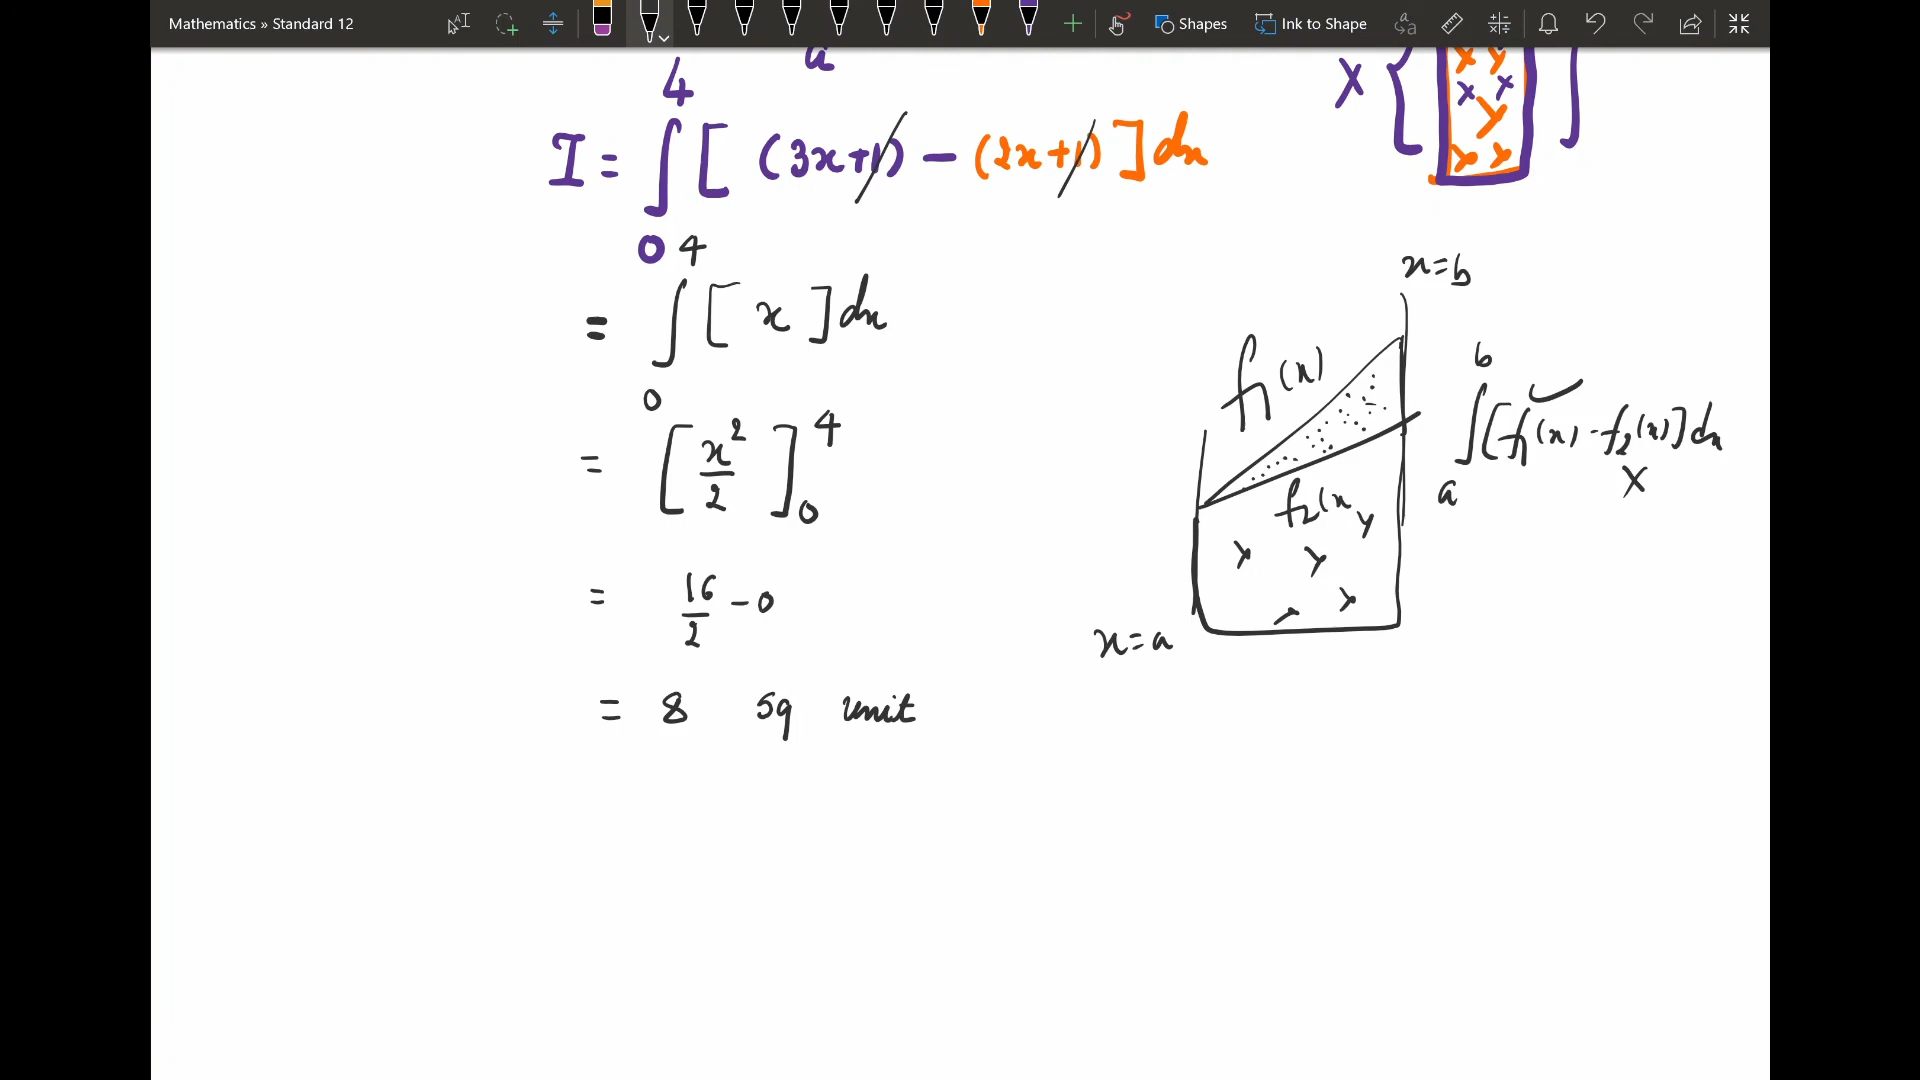 Mathematics » Standard 12
Shapes
Ink to Shape
a
4
I = ∫ [ (3x+1) − (2x+1) ] dx
0
X {
4
= ∫ [ x ] dx
0
= [ x²/2 ]⁴₀
= 16/2 − 0
= 8 sq unit
x=b
f₁(x)
f₂(x
x=a
b
∫ [f₁(x) - f₂(x)] dx
a
X